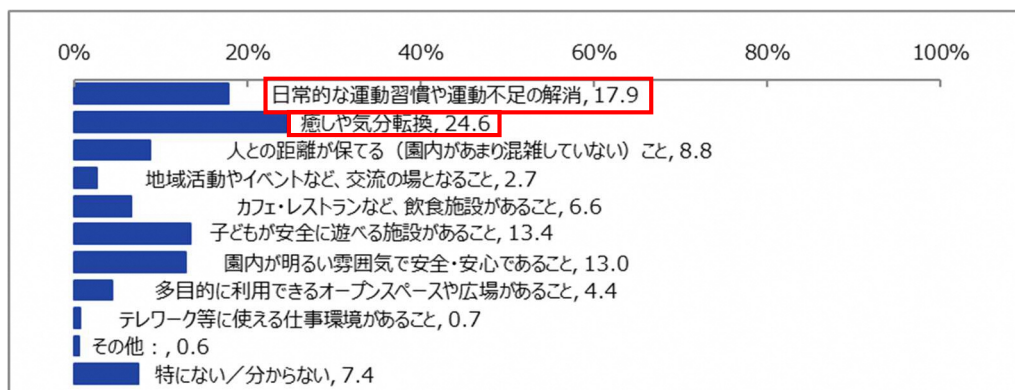 0% 20% 40% 60% 80% 100%
日常的な運動習慣や運動不足の解消, 17.9
癒しや気分転換, 24.6
人との距離が保てる（園内があまり混雑していない）こと, 8.8
地域活動やイベントなど、交流の場となること, 2.7
カフェ・レストランなど、飲食施設があること, 6.6
子どもが安全に遊べる施設があること, 13.4
園内が明るい雰囲気で安全・安心であること, 13.0
多目的に利用できるオープンスペースや広場があること, 4.4
テレワーク等に使える仕事環境があること, 0.7
その他：, 0.6
特にない／分からない, 7.4